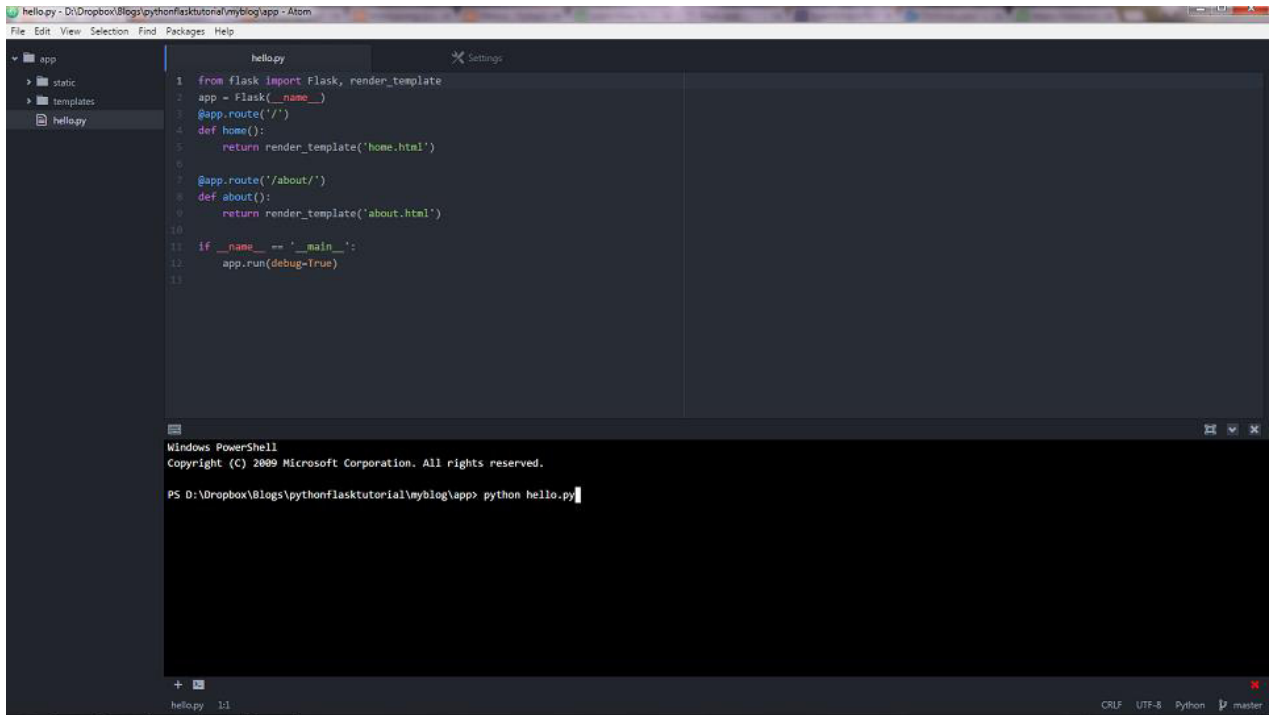 hello.py - D:\Dropbox\Blogs\pythonflasktutorial\myblog\app - Atom
File Edit View Selection Find Packages Help
app
static
templates
hello.py
hello.py
Settings
1 from flask import Flask, render_template
2 app = Flask(__name__)
3 @app.route('/')
4 def home():
5 return render_template('home.html')
6
7 @app.route('/about/')
8 def about():
9 return render_template('about.html')
10
11 if __name__ == '__main__':
12 app.run(debug=True)
13
Windows PowerShell
Copyright (C) 2009 Microsoft Corporation. All rights reserved.
PS D:\Dropbox\Blogs\pythonflasktutorial\myblog\app> python hello.py
hello.py 1:1
CRLF UTF-8 Python master